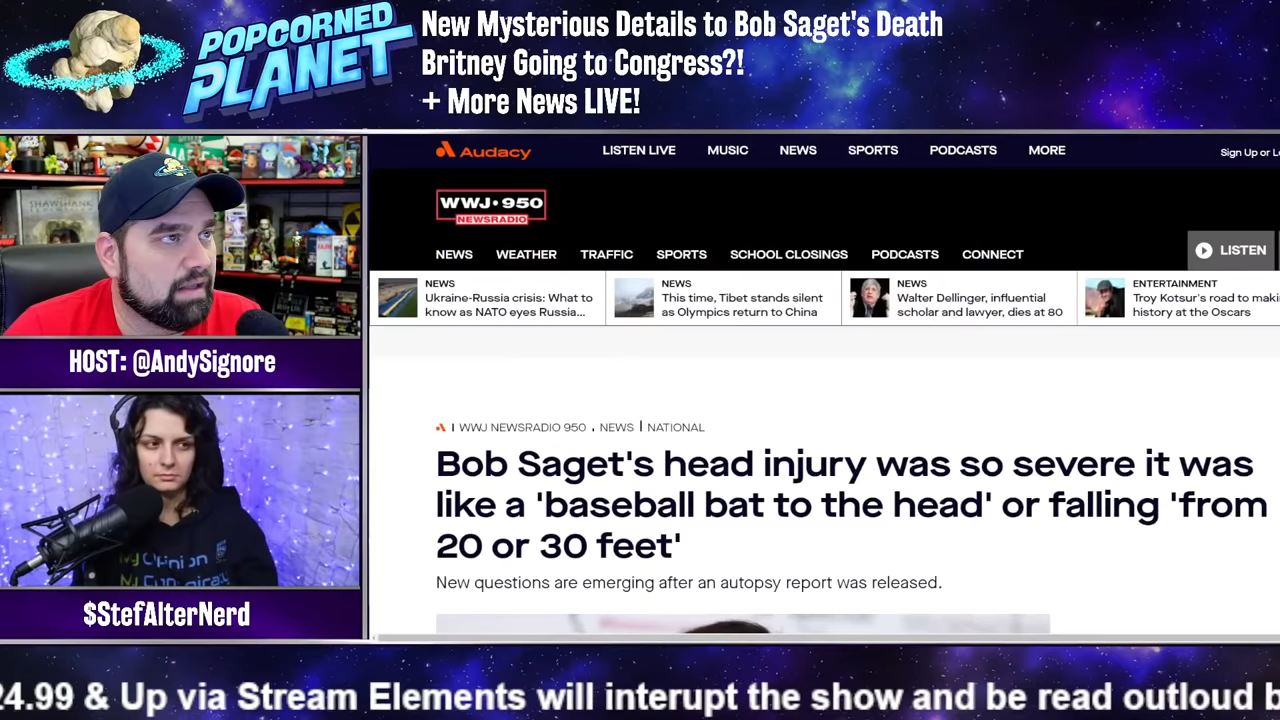 POPCORNED
PLANET
New Mysterious Details to Bob Saget's Death
Britney Going to Congress?!
+ More News LIVE!
SHAWSHANK
HOST: @AndySignore
My Opinion
$StefAlterNerd
Audacy
LISTEN LIVE
MUSIC
NEWS
SPORTS
PODCASTS
MORE
Sign Up or L
WWJ•950
NEWSRADIO
NEWS
WEATHER
TRAFFIC
SPORTS
SCHOOL CLOSINGS
PODCASTS
CONNECT
LISTEN
NEWS
Ukraine-Russia crisis: What to
know as NATO eyes Russia...
NEWS
This time, Tibet stands silent
as Olympics return to China
NEWS
Walter Dellinger, influential
scholar and lawyer, dies at 80
ENTERTAINMENT
Troy Kotsur's road to maki
history at the Oscars
WWJ NEWSRADIO 950 . NEWS | NATIONAL
Bob Saget's head injury was so severe it was
like a 'baseball bat to the head' or falling 'from
20 or 30 feet'
New questions are emerging after an autopsy report was released.
24.99 & Up via Stream Elements will interupt the show and be read outloud b